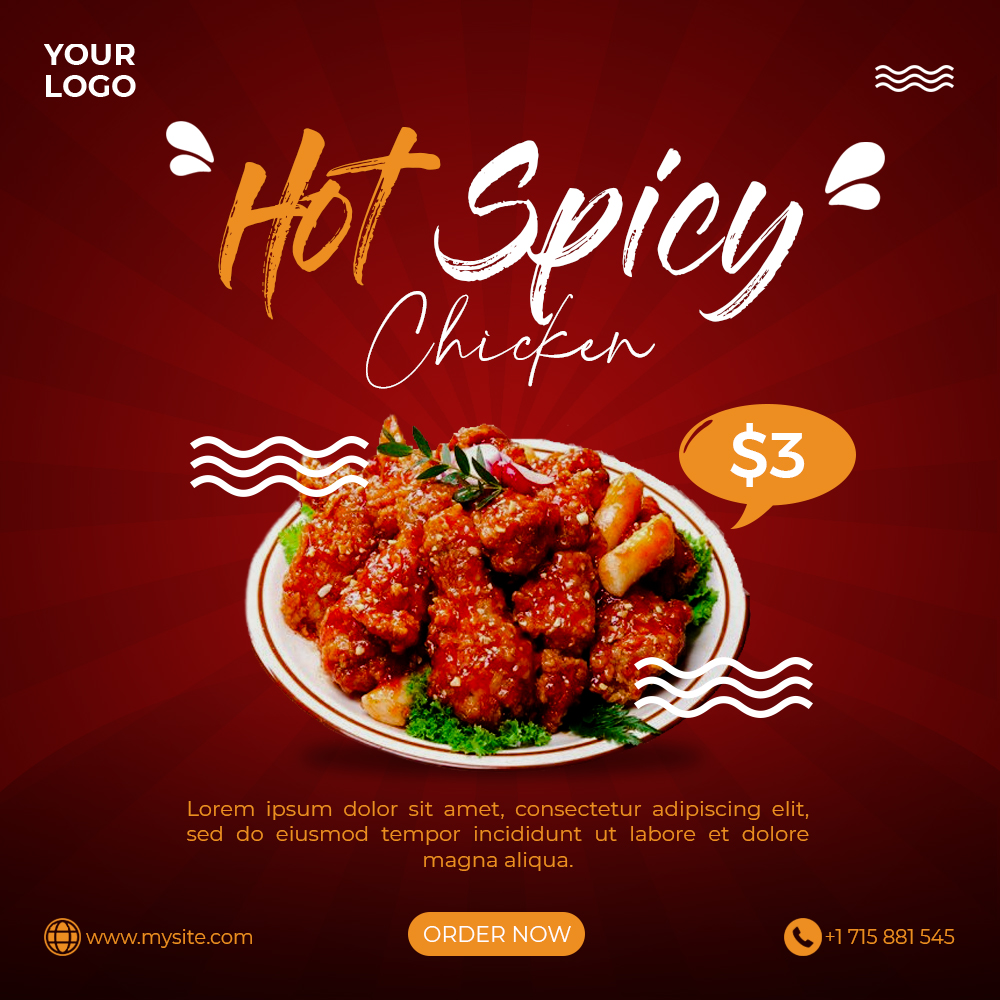 YOUR
LOGO
Hot Spicy
Chicken
$3
Lorem ipsum dolor sit amet, consectetur adipiscing elit,
sed do eiusmod tempor incididunt ut labore et dolore
magna aliqua.
www.mysite.com
ORDER NOW
+1 715 881 545